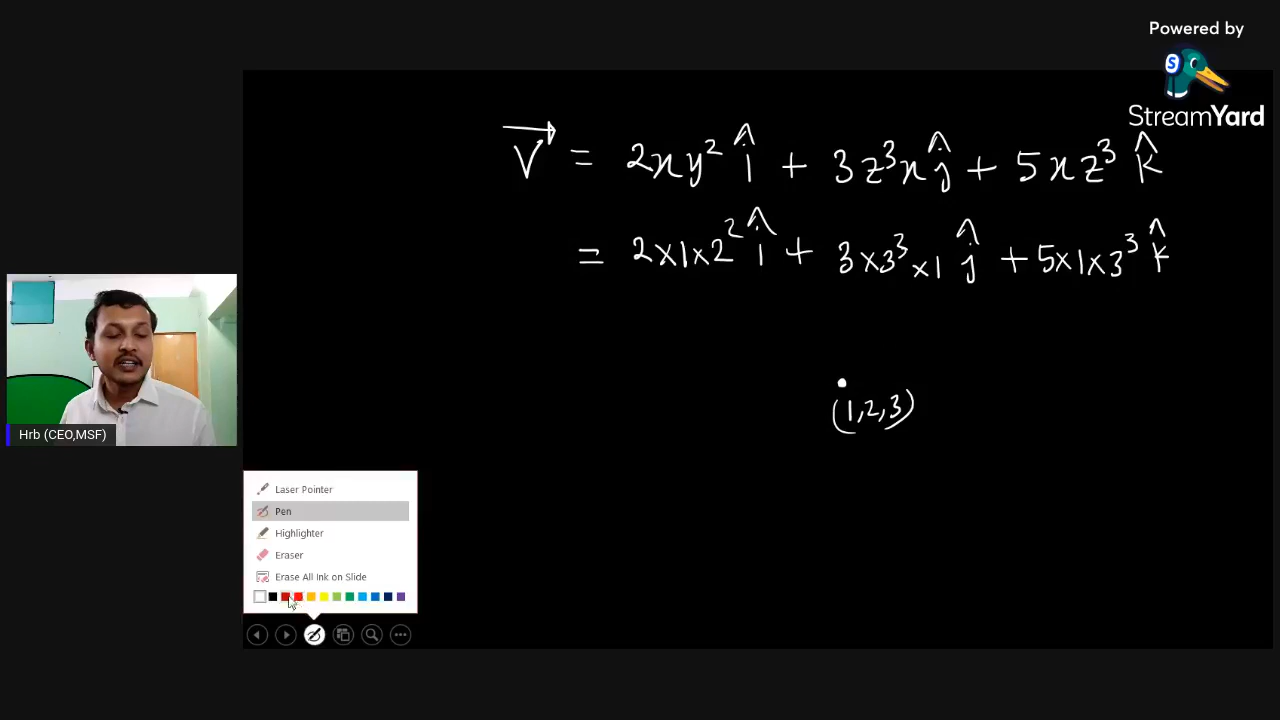 Powered by
StreamYard
V⃗ = 2xy² î + 3z³x ĵ + 5xz³ k̂
= 2×1×2² î + 3×3³×1 ĵ + 5×1×3³ k̂
(1,2,3)
Hrb (CEO,MSF)
Laser Pointer
Pen
Highlighter
Eraser
Erase All Ink on Slide